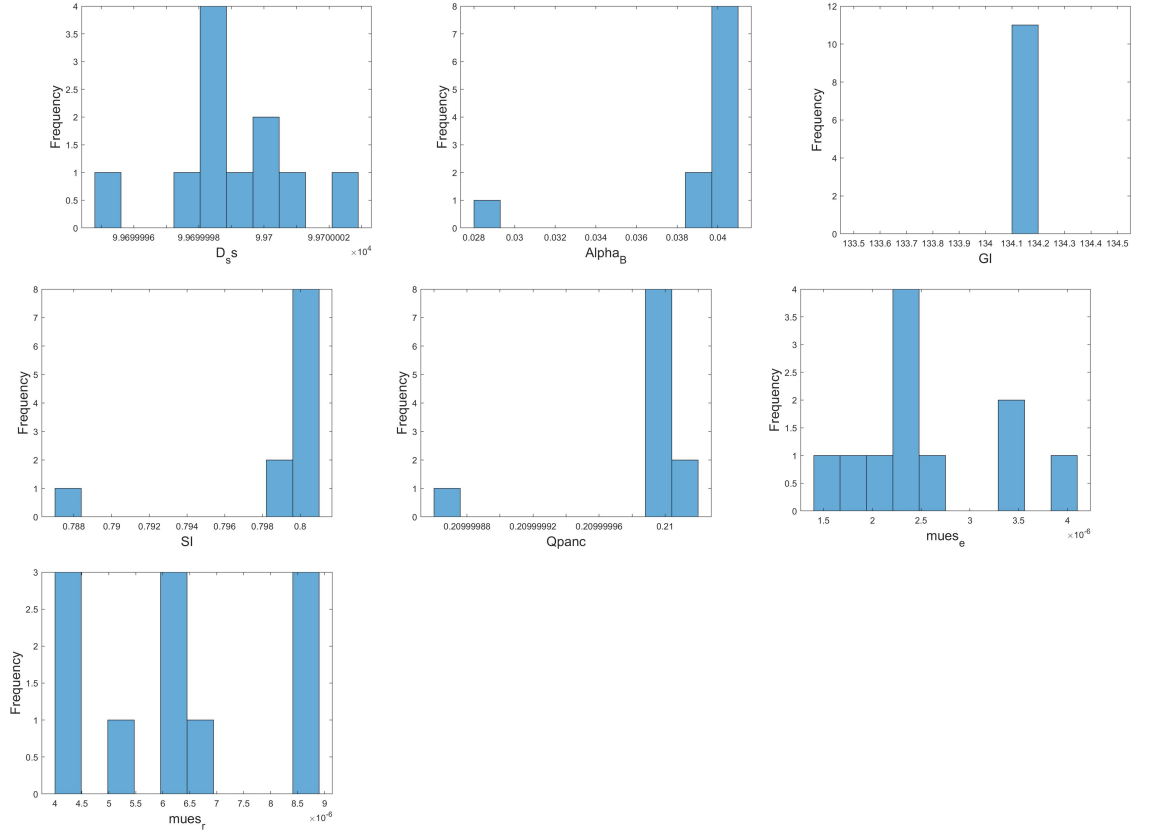 4
3.5
3
2.5
2
1.5
1
0.5
0
Frequency
9.9699996 9.9699998 9.97 9.9700002
×10⁴
D_s s
8
7
6
5
4
3
2
1
0
Frequency
0.028 0.03 0.032 0.034 0.036 0.038 0.04
Alpha_B
12
10
8
6
4
2
0
Frequency
133.5 133.6 133.7 133.8 133.9 134 134.1 134.2 134.3 134.4 134.5
GI
8
7
6
5
4
3
2
1
0
Frequency
0.788 0.79 0.792 0.794 0.796 0.798 0.8
SI
8
7
6
5
4
3
2
1
0
Frequency
0.20999988 0.20999992 0.20999996 0.21
Qpanc
4
3.5
3
2.5
2
1.5
1
0.5
0
Frequency
1.5 2 2.5 3 3.5 4
×10⁻⁶
mues_e
3
2.5
2
1.5
1
0.5
0
Frequency
4 4.5 5 5.5 6 6.5 7 7.5 8 8.5 9
×10⁻⁶
mues_r